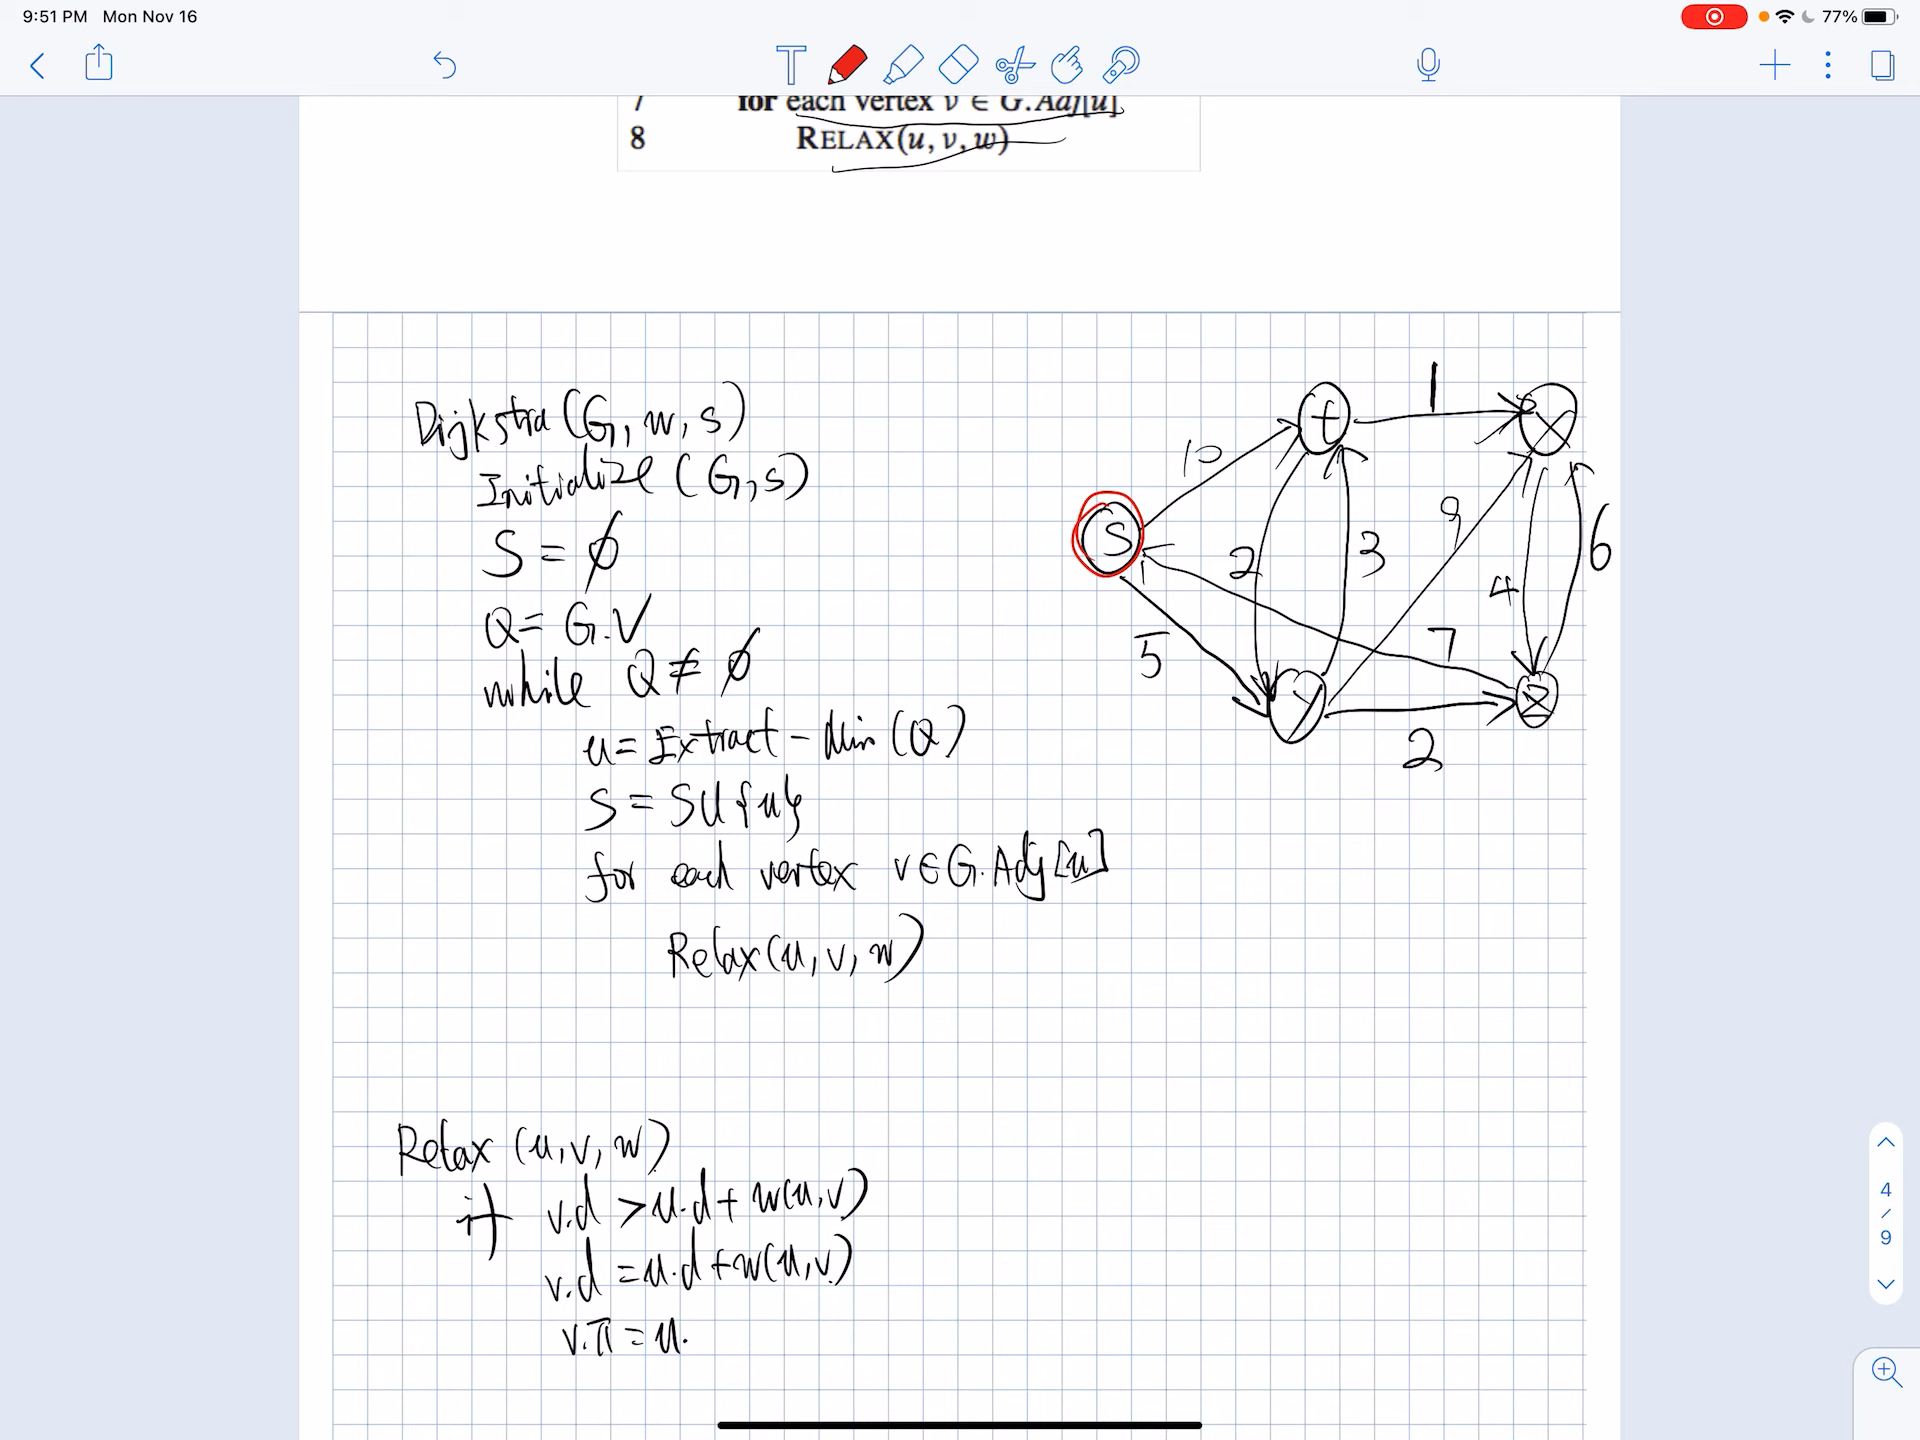 9:51 PM Mon Nov 16
77%
7 for each vertex v ∈ G.Adj[u]
8 RELAX(u, v, w)
Dijkstra (G, w, s)
Initialize (G, s)
S = ∅
Q = G.V
while Q ≠ ∅
u = Extract - Min (Q)
S = S U {u}
for each vertex v ∈ G. Adj [u]
Relax (u, v, w)
Relax (u, v, w)
if v.d > u.d + w(u, v)
v.d = u.d + w(u, v)
v.π = u.
t
1
x
10
S
2
3
9
4
6
5
7
y
2
z
4
/
9